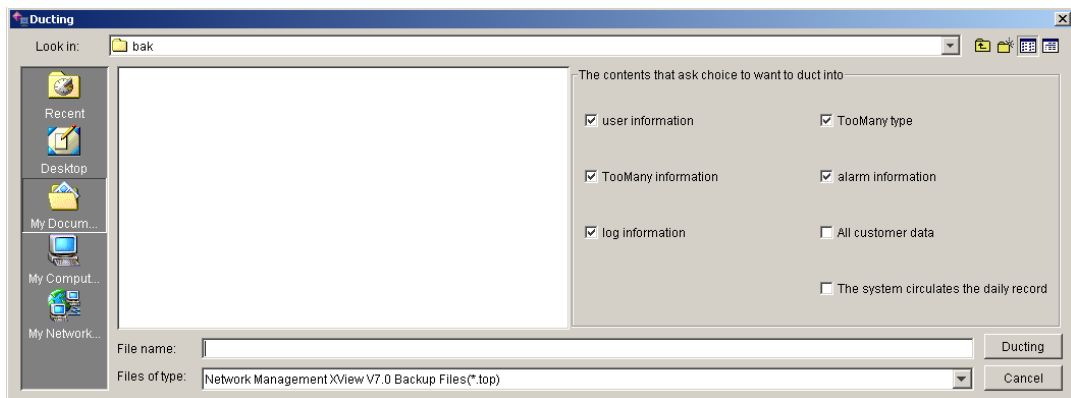 Ducting
Look in:
bak
Recent
Desktop
My Docum...
My Comput...
My Network...
The contents that ask choice to want to duct into
user information
TooMany type
TooMany information
alarm information
log information
All customer data
The system circulates the daily record
File name:
Ducting
Files of type:
Network Management XView V7.0 Backup Files(*.top)
Cancel